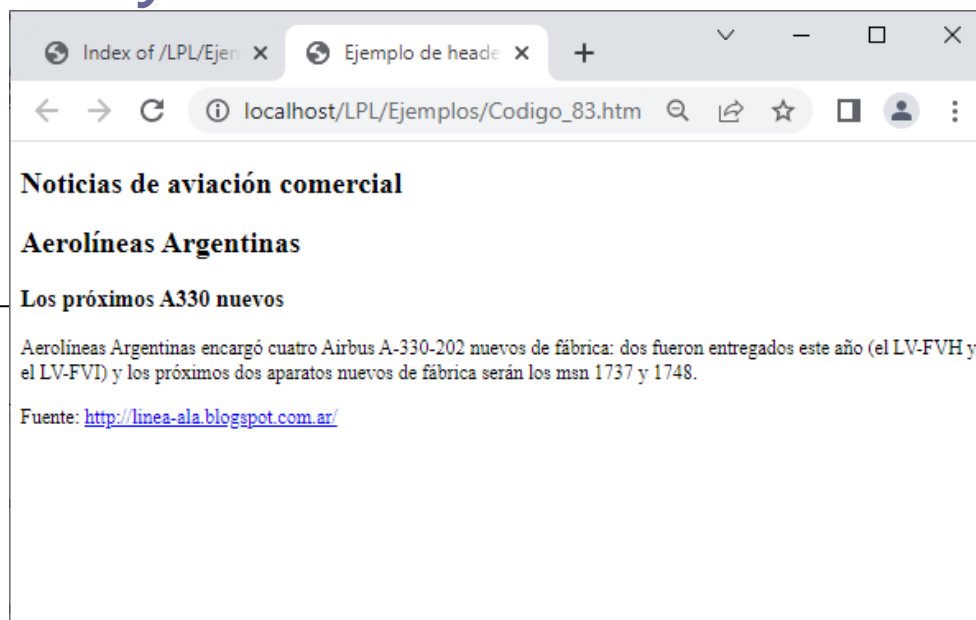 Index of /LPL/Ejen
Ejemplo de heade
localhost/LPL/Ejemplos/Codigo_83.htm
Noticias de aviación comercial
Aerolíneas Argentinas
Los próximos A330 nuevos
Aerolíneas Argentinas encargó cuatro Airbus A-330-202 nuevos de fábrica: dos fueron entregados este año (el LV-FVH y
el LV-FVI) y los próximos dos aparatos nuevos de fábrica serán los msn 1737 y 1748.
Fuente: http://linea-ala.blogspot.com.ar/